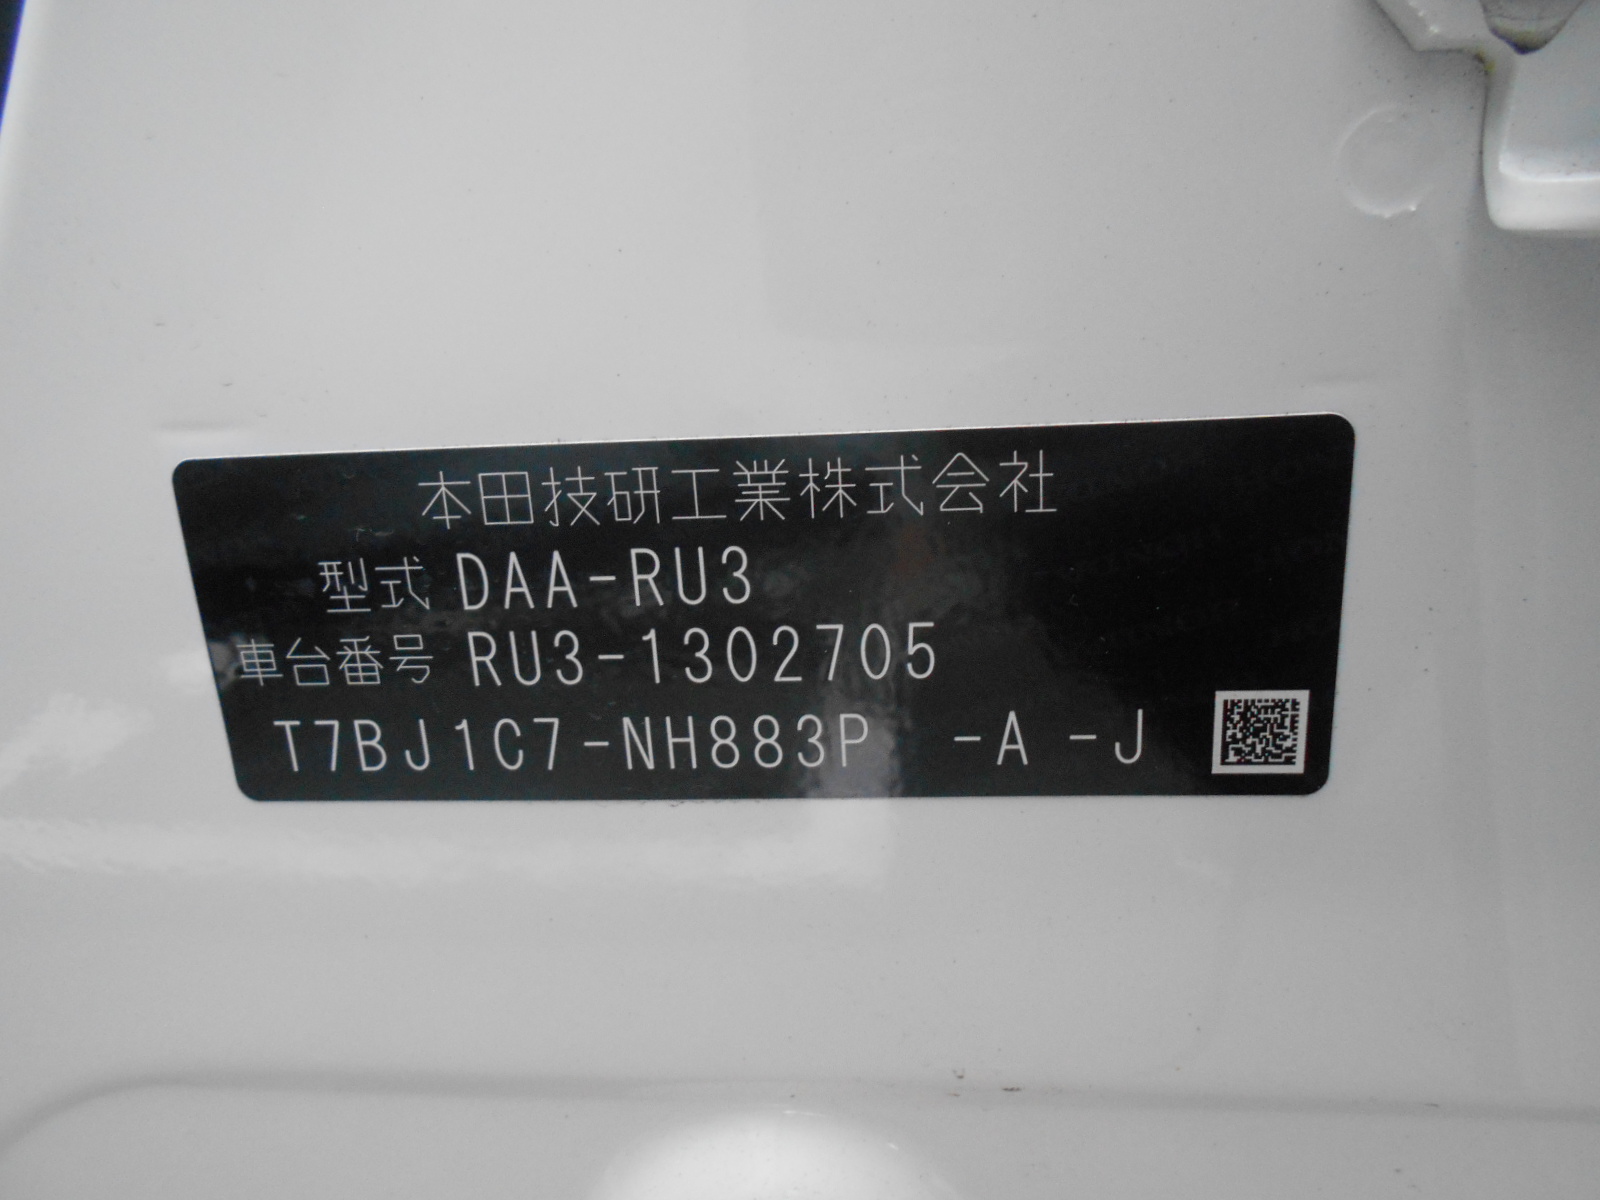 本田技研工業株式会社
型式 DAA-RU3
車台番号 RU3-1302705
T7BJ1C7-NH883P -A -J